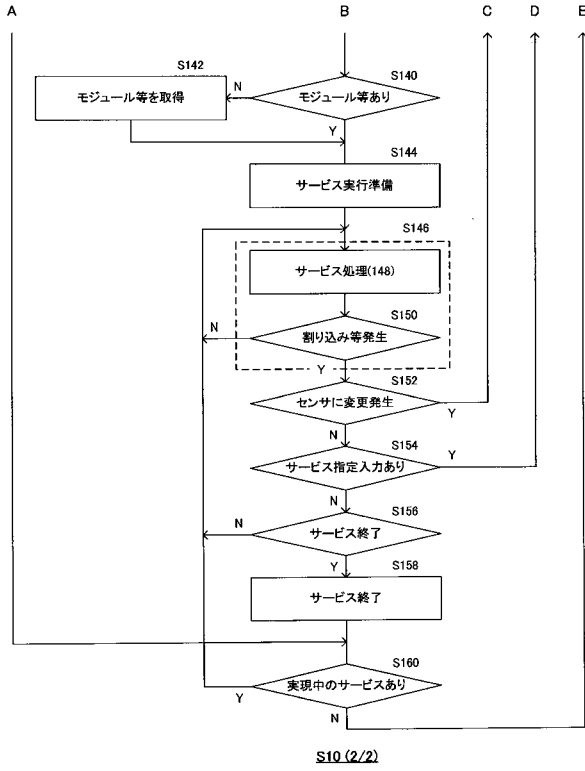 A B C D E
S142
モジュール等を取得
N
S140
モジュール等あり
Y
S144
サービス実行準備
S146
サービス処理(148)
S150
割り込み等発生
N
Y
S152
センサに変更発生
Y
N
S154
サービス指定入力あり
Y
N
S156
サービス終了
N
Y
S158
サービス終了
S160
実現中のサービスあり
Y
N
S10 (2/2)